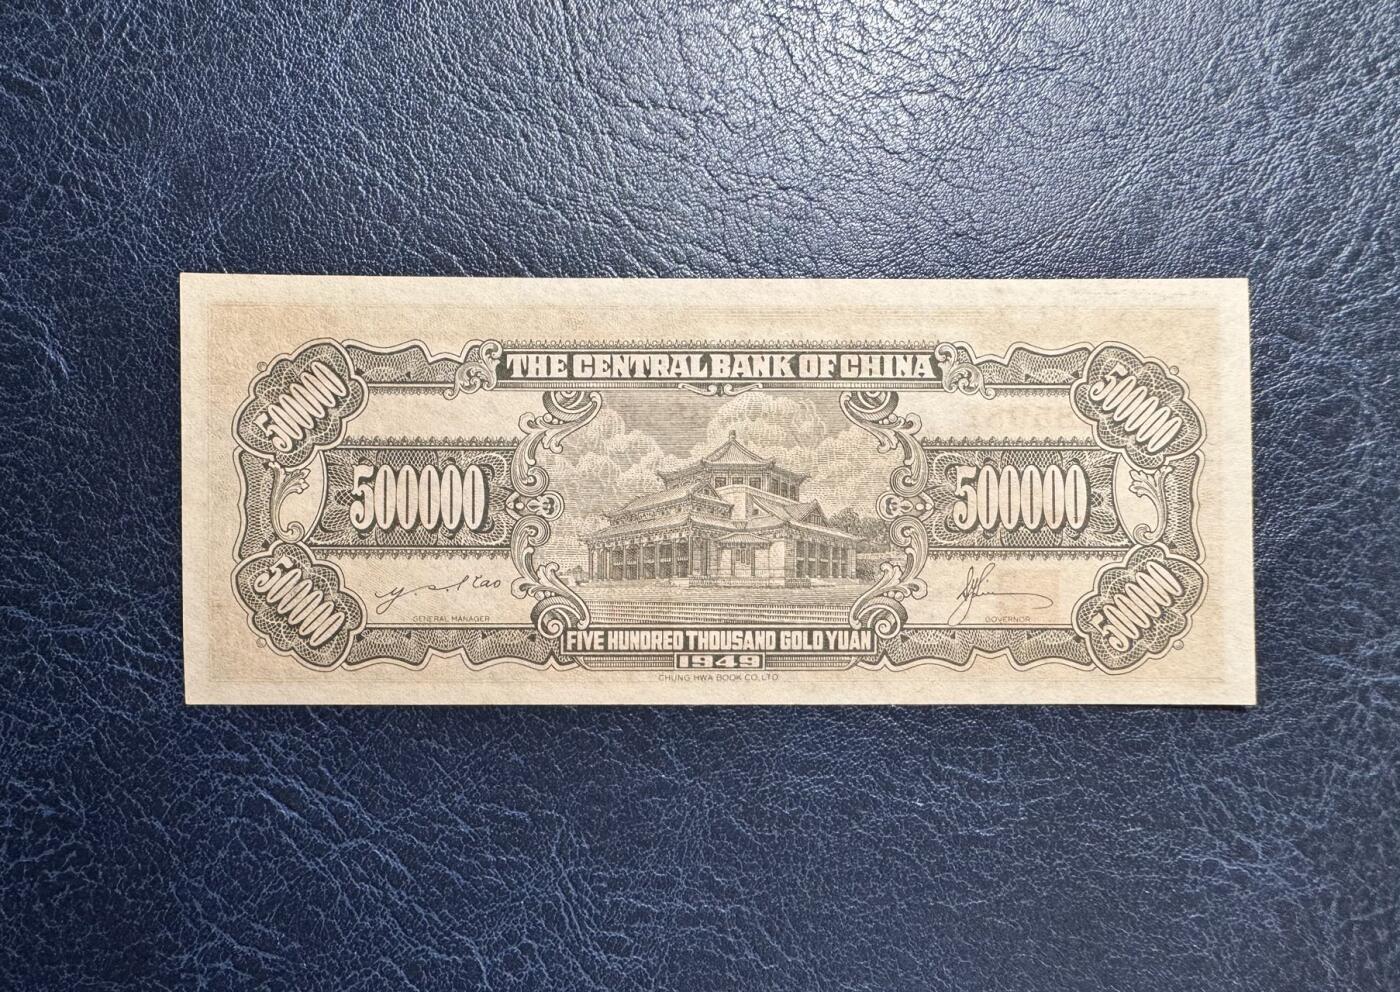 THE CENTRAL BANK OF CHINA
500000 500000
500000 500000
500000 500000
GENERAL MANAGER GOVERNOR
FIVE HUNDRED THOUSAND GOLD YUAN
1949
CHUNG HWA BOOK CO.,LTD.